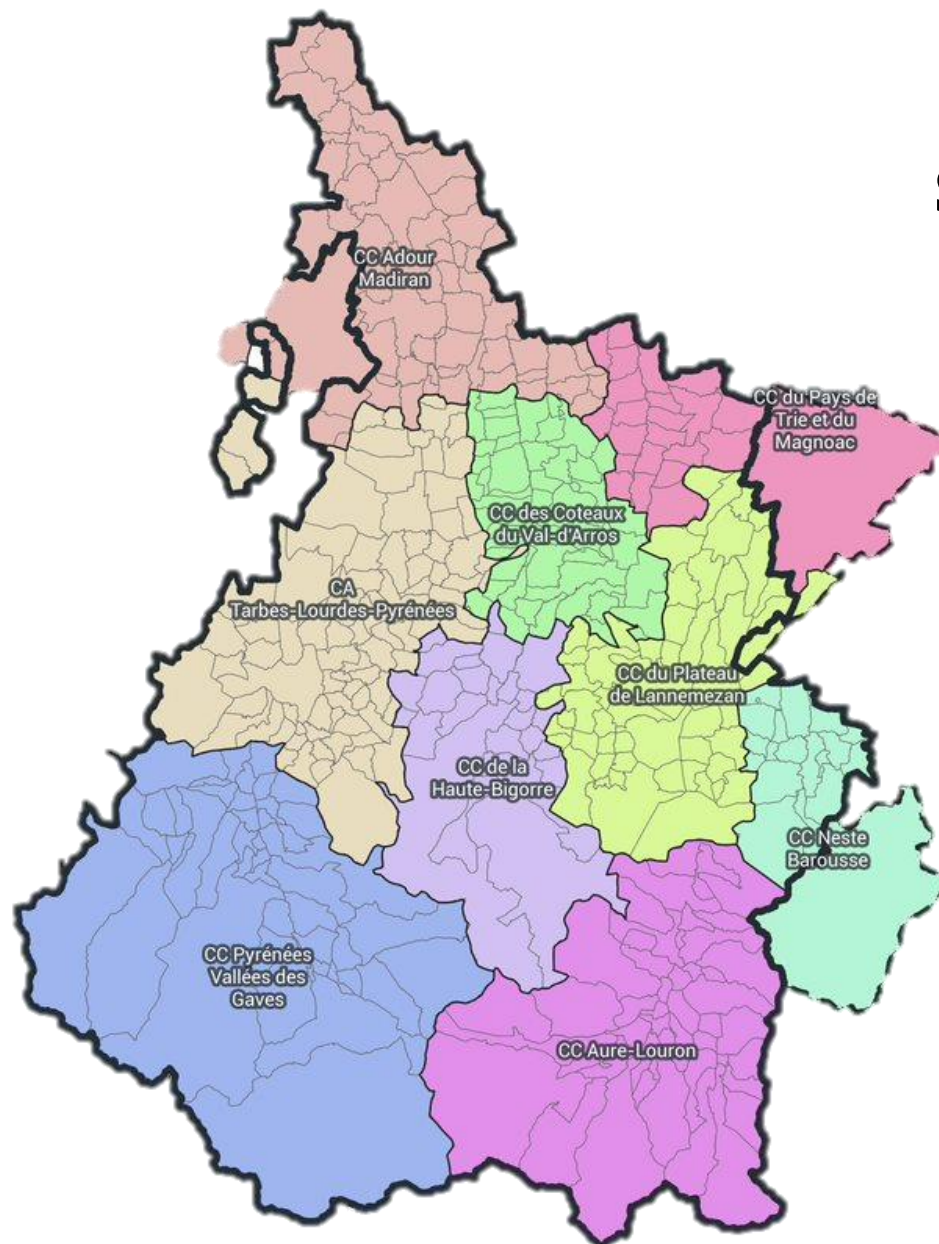 CC Adour
Madiran
CC du Pays de
Trie et du
Magnoac
CC des Coteaux
du Val-d'Arros
CA
Tarbes-Lourdes-Pyrénées
CC du Plateau
de Lannemezan
CC de la
Haute-Bigorre
CC Neste
Barousse
CC Pyrénées
Vallées des
Gaves
CC Aure-Louron